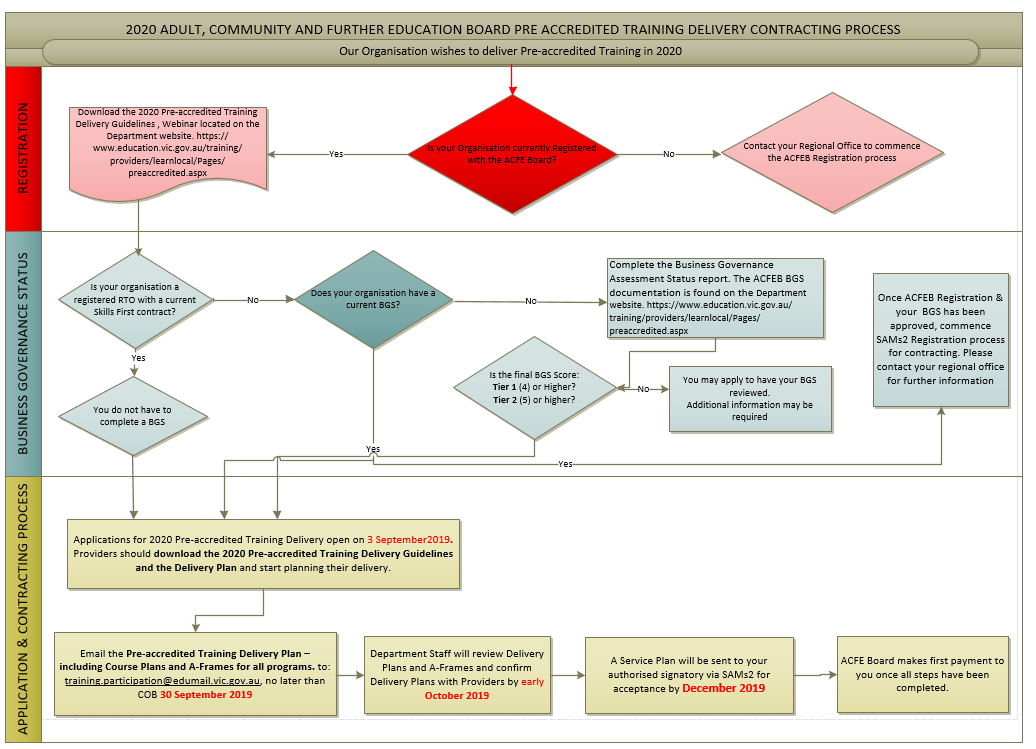 2020 ADULT, COMMUNITY AND FURTHER EDUCATION BOARD PRE ACCREDITED TRAINING DELIVERY CONTRACTING PROCESS
Our Organisation wishes to deliver Pre-accredited Training in 2020
REGISTRATION
Download the 2020 Pre-accredited Training
Delivery Guidelines , Webinar located on the
Department website. https://
www.education.vic.gov.au/training/
providers/learnlocal/Pages/
preaccredited.aspx
Yes
Is your Organisation currently Registered
with the ACFE Board?
No
Contact your Regional Office to commence
the ACFEB Registration process
BUSINESS GOVERNANCE STATUS
Is your organisation a
registered RTO with a current
Skills First contract?
No
Does your organisation have a
current BGS?
No
Complete the Business Governance
Assessment Status report. The ACFEB BGS
documentation is found on the Department
website. https://www.education.vic.gov.au/
training/providers/learnlocal/Pages/
preaccredited.aspx
Once ACFEB Registration &
your BGS has been
approved, commence
SAMs2 Registration process
for contracting. Please
contact your regional office
for further information
Yes
You do not have to
complete a BGS
Is the final BGS Score:
Tier 1 (4) or Higher?
Tier 2 (5) or higher?
No
You may apply to have your BGS
reviewed.
Additional information may be
required
Yes
Yes
APPLICATION & CONTRACTING PROCESS
Applications for 2020 Pre-accredited Training Delivery open on 3 September2019.
Providers should download the 2020 Pre-accredited Training Delivery Guidelines
and the Delivery Plan and start planning their delivery.
Email the Pre-accredited Training Delivery Plan –
including Course Plans and A-Frames for all programs. to:
training.participation@edumail.vic.gov.au, no later than
COB 30 September 2019
Department Staff will review Delivery
Plans and A-Frames and confirm
Delivery Plans with Providers by early
October 2019
A Service Plan will be sent to your
authorised signatory via SAMs2 for
acceptance by December 2019
ACFE Board makes first payment to
you once all steps have been
completed.